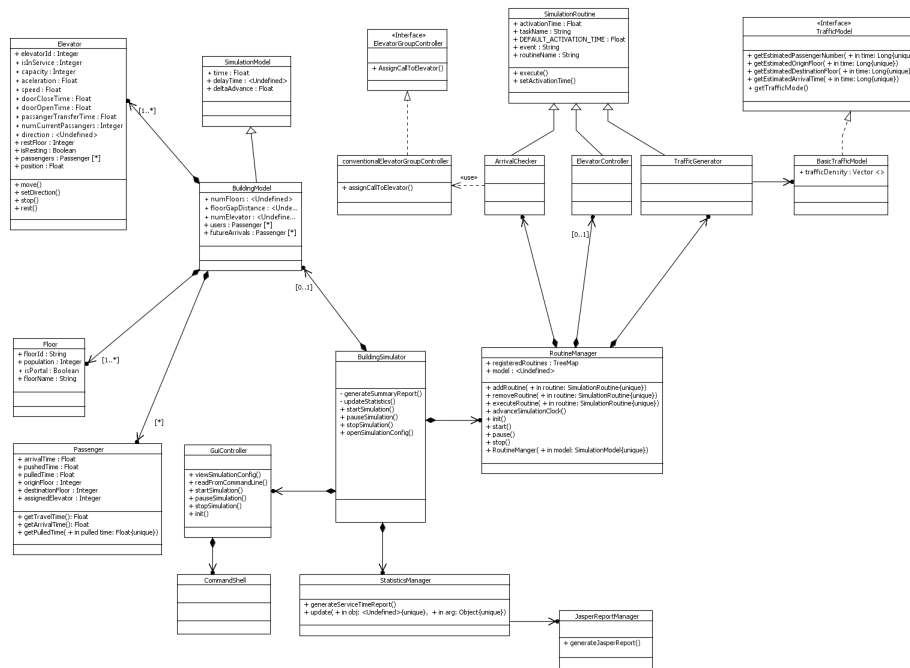 Elevator
+ elevatorId : Integer
+ isInService : Boolean
+ capacity : Integer
+ aceleration : Float
+ speed : Float
+ doorCloseTime : Float
+ doorOpenTime : Float
+ passangerTransferTime : Float
+ numCurrentPassangers : Integer
+ direction : <Undefined>
+ restFloor : Integer
+ isResting : Boolean
+ passengers : Passenger [*]
+ position : Float
+ move()
+ setDirection()
+ stop()
+ rest()
[1..*]
SimulationModel
+ time : Float
+ delayTime : <Undefined>
+ deltaAdvance : Float
«Interface»
ElevatorGroupController
+ AssignCallToElevator()
SimulationRoutine
+ activationTime : Float
+ taskName : String
+ DEFAULT_ACTIVATION_TIME : Float
+ event : String
+ routineName : String
+ execute()
+ setActivationTime()
«Interface»
TrafficModel
+ getEstimatedPassengerNumber( + in time: Long{unique
+ getEstimatedOriginFloor( + in time: Long{unique})
+ getEstimatedDestinationFloor( + in time: Long{unique}
+ getEstimatedArrivalTime( + in time: Long{unique})
+ getTrafficMode()
BuildingModel
+ numFloors : <Undefined>
+ floorGapDistance : <Unde...
+ numElevator : <Undefine...
+ users : Passenger [*]
+ futureArrivals : Passenger [*]
conventionalElevatorGroupController
+ assignCallToElevator()
«use»
ArrivalChecker
ElevatorController
TrafficGenerator
BasicTrafficModel
+ trafficDensity : Vector <>
[0..1]
[0..1]
Floor
+ floorId : String
+ population : Integer
+ isPortal : Boolean
+ floorName : String
[1..*]
[*]
BuildingSimulator
- generateSummaryReport()
- updateStatistics()
+ startSimulation()
+ pauseSimulation()
+ stopSimulation()
+ openSimulationConfig()
RoutineManager
+ registeredRoutines : TreeMap
+ model : <Undefined>
+ addRoutine( + in routine: SimulationRoutine{unique})
+ removeRoutine( + in routine: SimulationRoutine{unique})
+ executeRoutine( + in routine: SimulationRoutine{unique})
+ advanceSimulationClock()
+ init()
+ start()
+ pause()
+ stop()
+ RoutineManger( + in model: SimulationModel{unique})
Passenger
+ arrivalTime : Float
+ pushedTime : Float
+ pulledTime : Float
+ originFloor : Integer
+ destinationFloor : Integer
+ assignedElevator : Integer
+ getTravelTime(): Float
+ getArrivalTime(): Float
+ getPulledTime( + in pulled time: Float{unique})
GuiController
+ viewSimulationConfig()
+ readFromCommandLine()
+ startSimulation()
+ pauseSimulation()
+ stopSimulation()
+ init()
CommandShell
StatisticsManager
+ generateServiceTimeReport()
+ update( + in obj: <Undefined>{unique}, + in arg: Object{unique})
JasperReportManager
+ generateJasperReport()